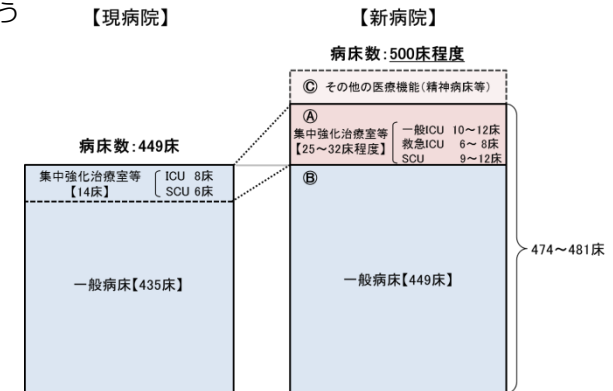 う
【現病院】
【新病院】
病床数:500床程度
Ⓒ その他の医療機能(精神病床等)
Ⓐ
集中強化治療室等
【25～32床程度】
一般ICU 10～12床
救急ICU 6～ 8床
SCU 9～12床
病床数:449床
集中強化治療室等
【14床】
ICU 8床
SCU 6床
Ⓑ
474～481床
一般病床【435床】
一般病床【449床】